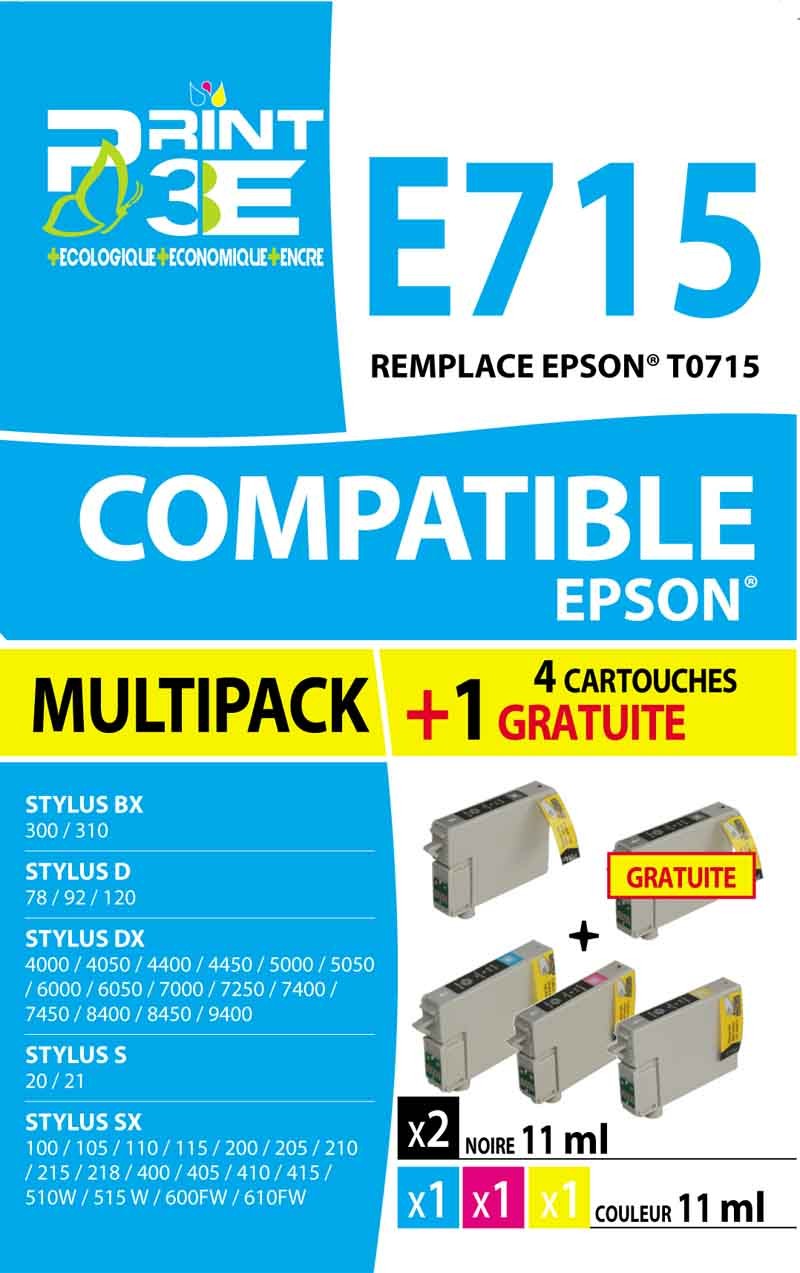 PRINT
3E
+ECOLOGIQUE+ECONOMIQUE+ENCRE
E715
REMPLACE EPSON® T0715
COMPATIBLE
EPSON®
MULTIPACK
4 CARTOUCHES
+1 GRATUITE
STYLUS BX
300 / 310
STYLUS D
78 / 92 / 120
STYLUS DX
4000 / 4050 / 4400 / 4450 / 5000 / 5050
/ 6000 / 6050 / 7000 / 7250 / 7400 /
7450 / 8400 / 8450 / 9400
STYLUS S
20 / 21
STYLUS SX
100 / 105 / 110 / 115 / 200 / 205 / 210
/ 215 / 218 / 400 / 405 / 410 / 415 /
510W / 515 W / 600FW / 610FW
GRATUITE
+
x2 NOIRE 11 ml
x1 x1 x1 COULEUR 11 ml